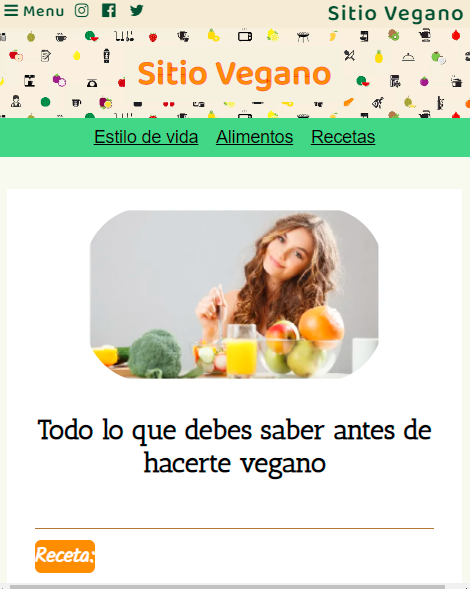 Menu
Sitio Vegano
Sitio Vegano
Estilo de vida Alimentos Recetas
Todo lo que debes saber antes de
hacerte vegano
Receta: